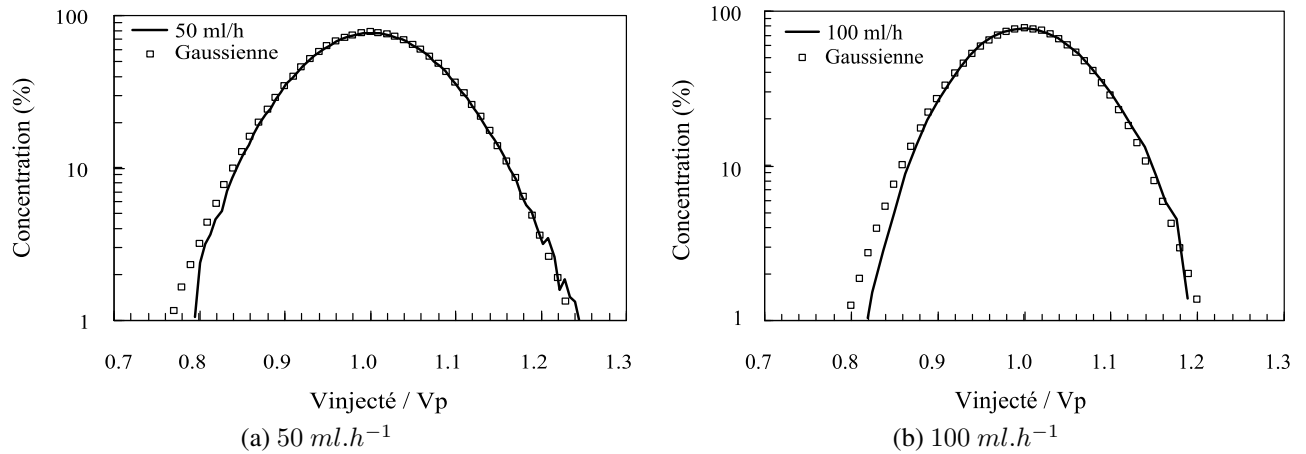 100
50 ml/h
Gaussienne
10
1
Concentration (%)
0.7 0.8 0.9 1.0 1.1 1.2 1.3
Vinjecté / Vp
(a) 50 ml.h−1
100
100 ml/h
Gaussienne
10
1
Concentration (%)
0.7 0.8 0.9 1.0 1.1 1.2 1.3
Vinjecté / Vp
(b) 100 ml.h−1